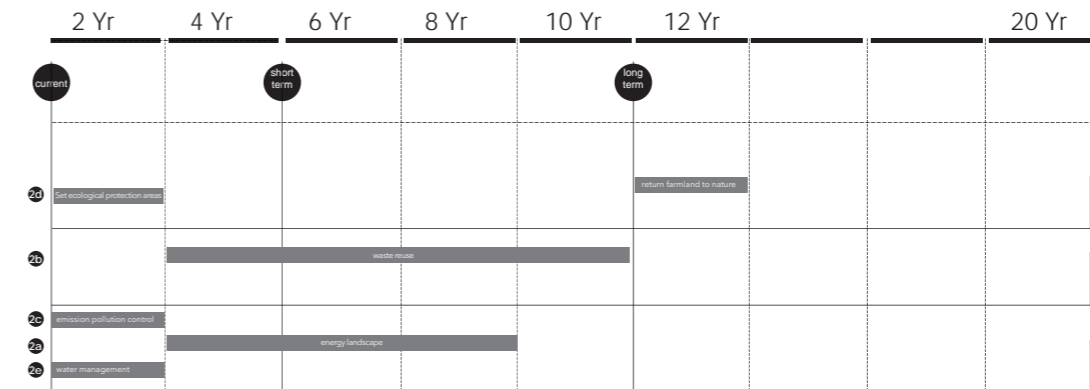 2 Yr 4 Yr 6 Yr 8 Yr 10 Yr 12 Yr 20 Yr
current
short
term
long
term
2d Set ecological protection areas return farmland to nature
2b waste reuse
2c emission pollution control
2a energy landscape
2e water management